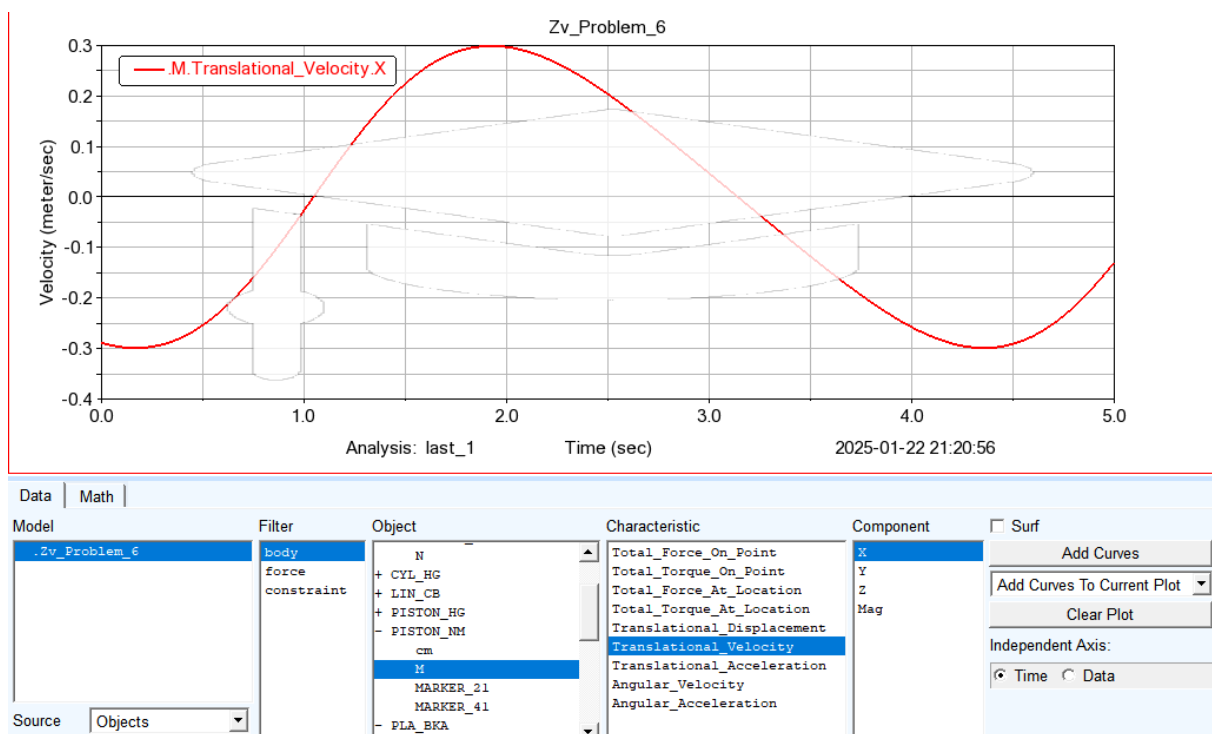 Zv_Problem_6
.M.Translational_Velocity.X
Velocity (meter/sec)
0.3
0.2
0.1
0.0
-0.1
-0.2
-0.3
-0.4
0.0 1.0 2.0 3.0 4.0 5.0
Analysis: last_1 Time (sec) 2025-01-22 21:20:56
Data Math
Model Filter Object Characteristic Component Surf
.Zv_Problem_6 body N Total_Force_On_Point X Add Curves
force + CYL_HG Total_Torque_On_Point Y Add Curves To Current Plot
constraint + LIN_CB Total_Force_At_Location Z Clear Plot
+ PISTON_HG Total_Torque_At_Location Mag
- PISTON_NM Translational_Displacement
cm Translational_Velocity Independent Axis:
M Translational_Acceleration Time Data
MARKER_21 Angular_Velocity
MARKER_41 Angular_Acceleration
Source Objects - PLA_BKA